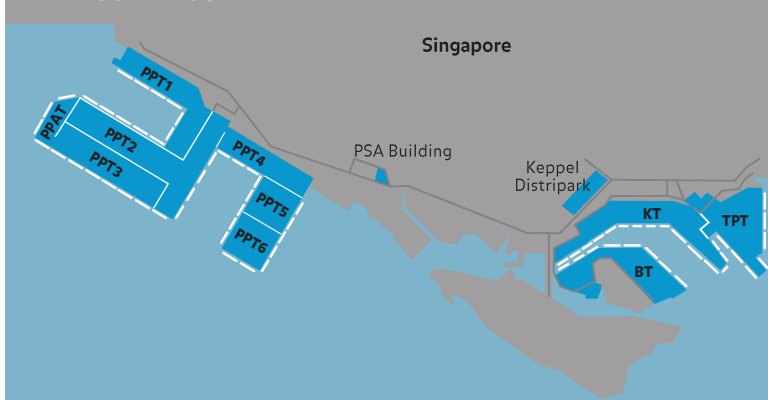 Singapore
PPT1
PPAT
PPT2
PPT3
PPT4
PPT5
PPT6
PSA Building
Keppel
Distripark
KT
TPT
BT